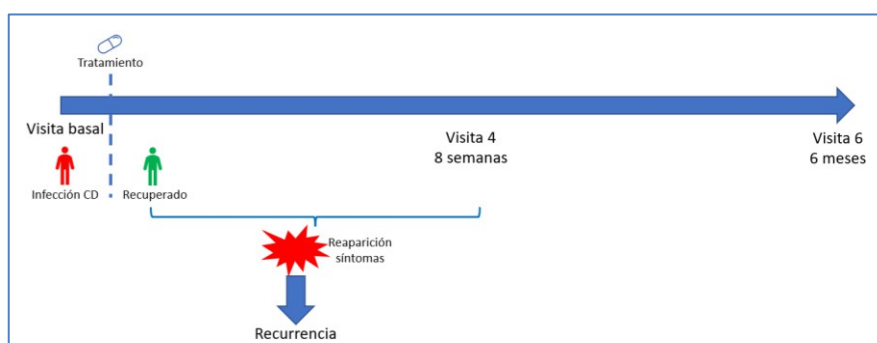 Tratamiento
Visita basal
Visita 4
8 semanas
Visita 6
6 meses
Infección CD
Recuperado
Reaparición
síntomas
Recurrencia